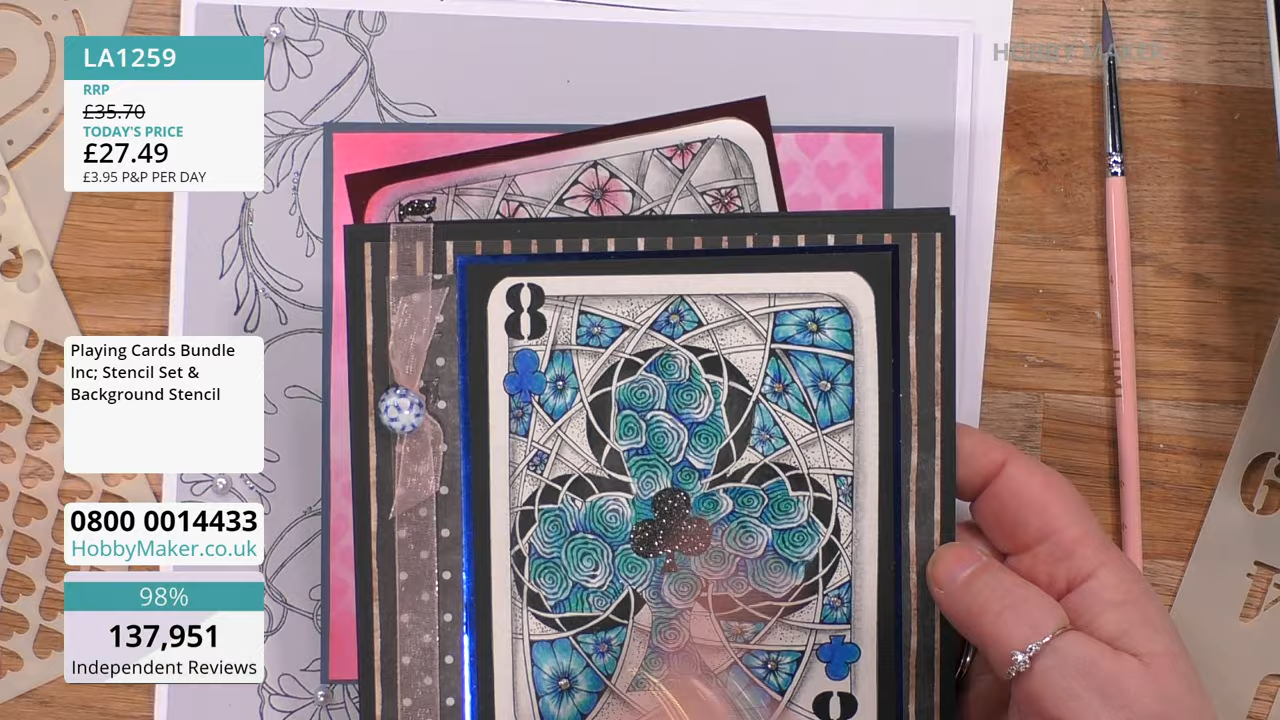 LA1259
RRP
£35.70
TODAY'S PRICE
£27.49
£3.95 P&P PER DAY
Playing Cards Bundle
Inc; Stencil Set &
Background Stencil
0800 0014433
HobbyMaker.co.uk
98%
137,951
Independent Reviews
HOBBY MAKER
8
8